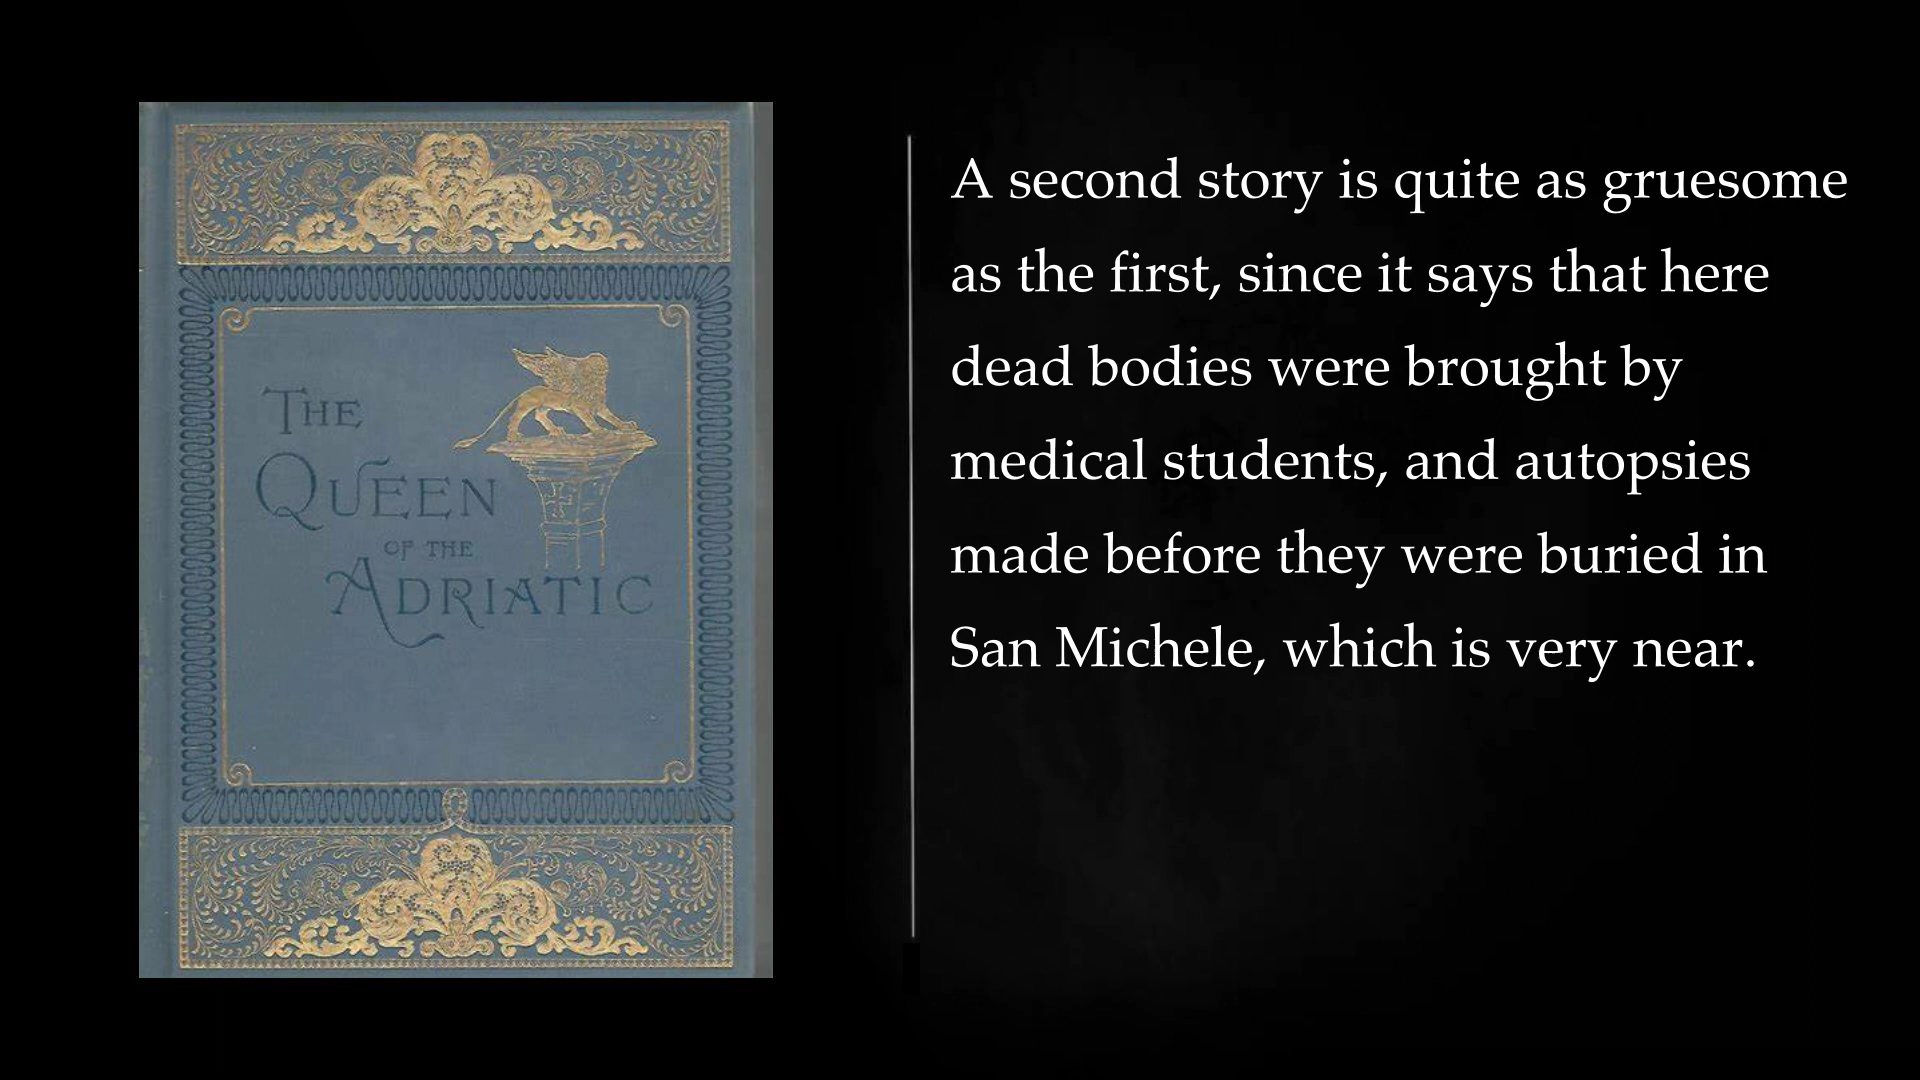 THE
QUEEN
OF THE
ADRIATIC
A second story is quite as gruesome
as the first, since it says that here
dead bodies were brought by
medical students, and autopsies
made before they were buried in
San Michele, which is very near.